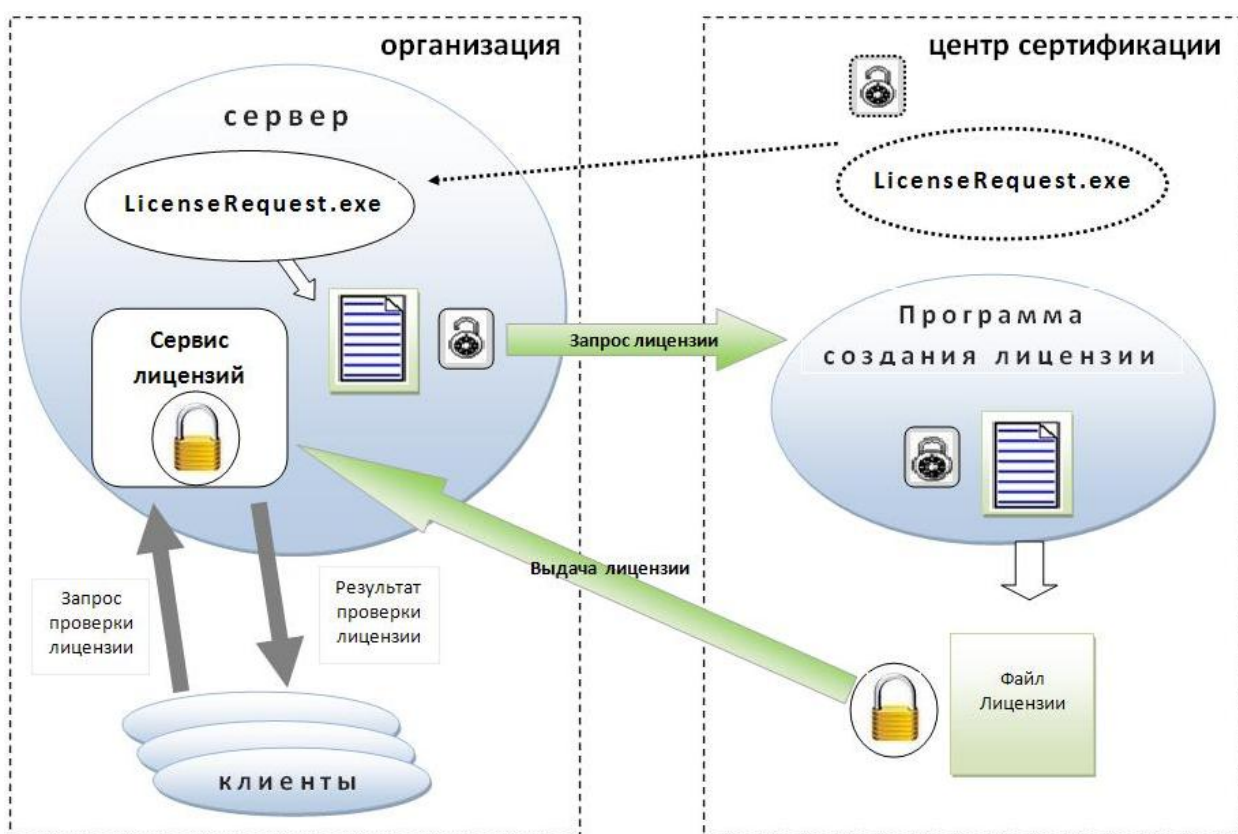 организация
сервер
LicenseRequest.exe
Сервис
лицензий
Запрос
проверки
лицензии
Результат
проверки
лицензии
клиенты
Запрос лицензии
Выдача лицензии
центр сертификации
LicenseRequest.exe
Программа
создания лицензии
Файл
Лицензии